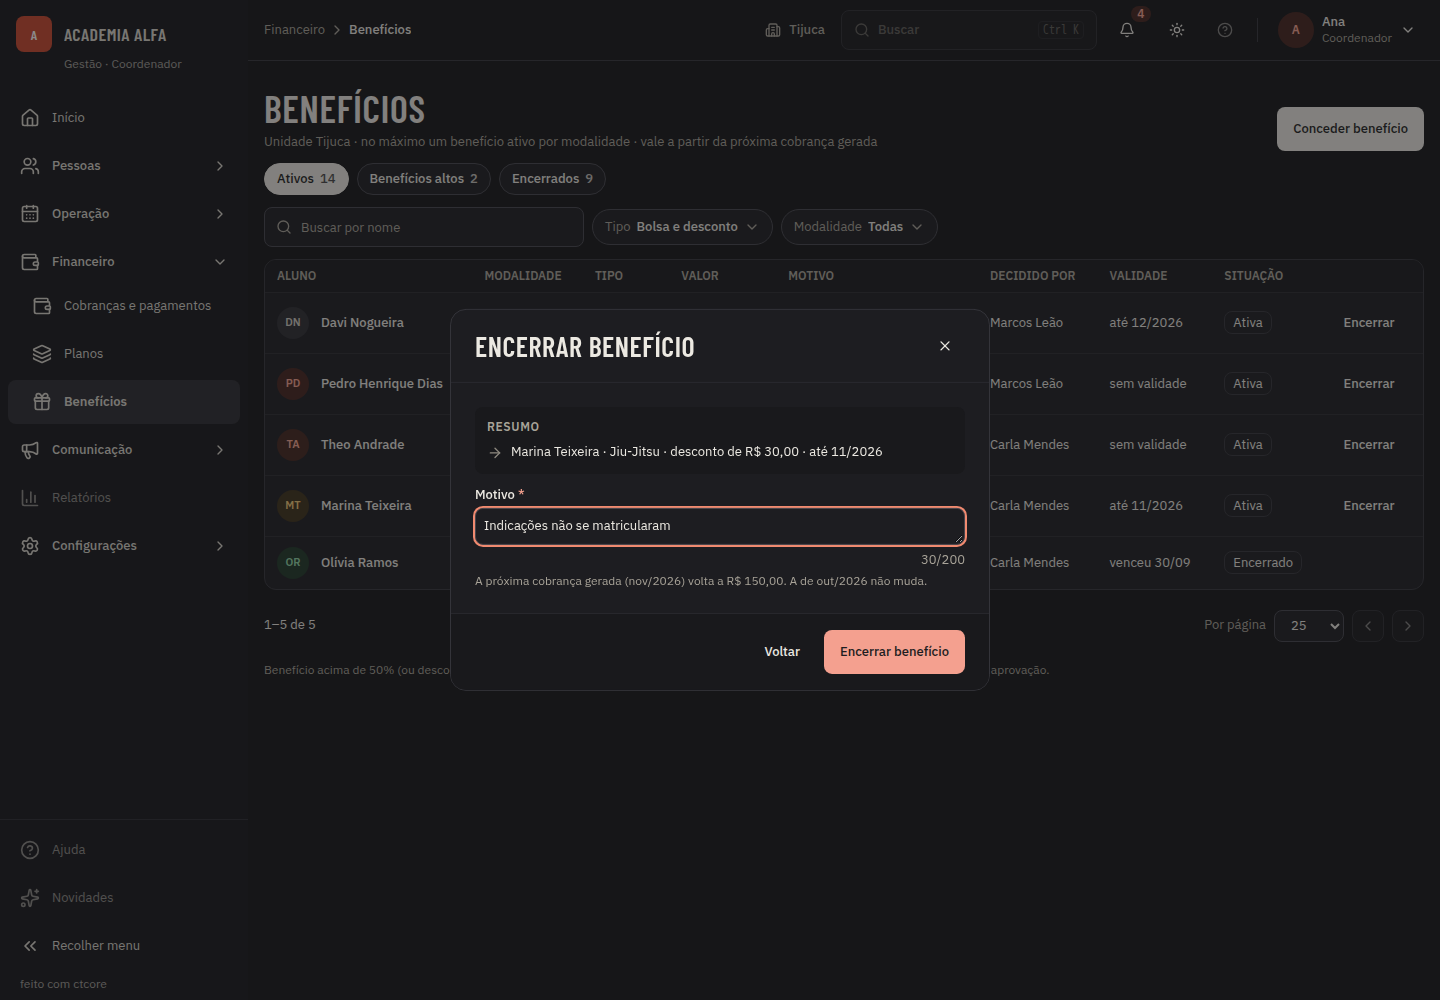 A
ACADEMIA ALFA
Gestão · Coordenador
Início
Pessoas
Operação
Financeiro
Cobranças e pagamentos
Planos
Benefícios
Comunicação
Relatórios
Configurações
Ajuda
Novidades
Recolher menu
feito com ctcore
Financeiro > Benefícios
Tijuca
Buscar
Ctrl K
4
A
Ana
Coordenador
BENEFÍCIOS
Unidade Tijuca · no máximo um benefício ativo por modalidade · vale a partir da próxima cobrança gerada
Conceder benefício
Ativos 14
Benefícios altos 2
Encerrados 9
Buscar por nome
Tipo Bolsa e desconto
Modalidade Todas
ALUNO MODALIDADE TIPO VALOR MOTIVO DECIDIDO POR VALIDADE SITUAÇÃO
DN Davi Nogueira Marcos Leão até 12/2026 Ativa Encerrar
PD Pedro Henrique Dias Marcos Leão sem validade Ativa Encerrar
TA Theo Andrade Carla Mendes sem validade Ativa Encerrar
MT Marina Teixeira Carla Mendes até 11/2026 Ativa Encerrar
OR Olívia Ramos Carla Mendes venceu 30/09 Encerrado
1–5 de 5
Por página 25
Benefício acima de 50% (ou desco
aprovação.
ENCERRAR BENEFÍCIO
RESUMO
Marina Teixeira · Jiu-Jitsu · desconto de R$ 30,00 · até 11/2026
Motivo *
Indicações não se matricularam
30/200
A próxima cobrança gerada (nov/2026) volta a R$ 150,00. A de out/2026 não muda.
Voltar
Encerrar benefício